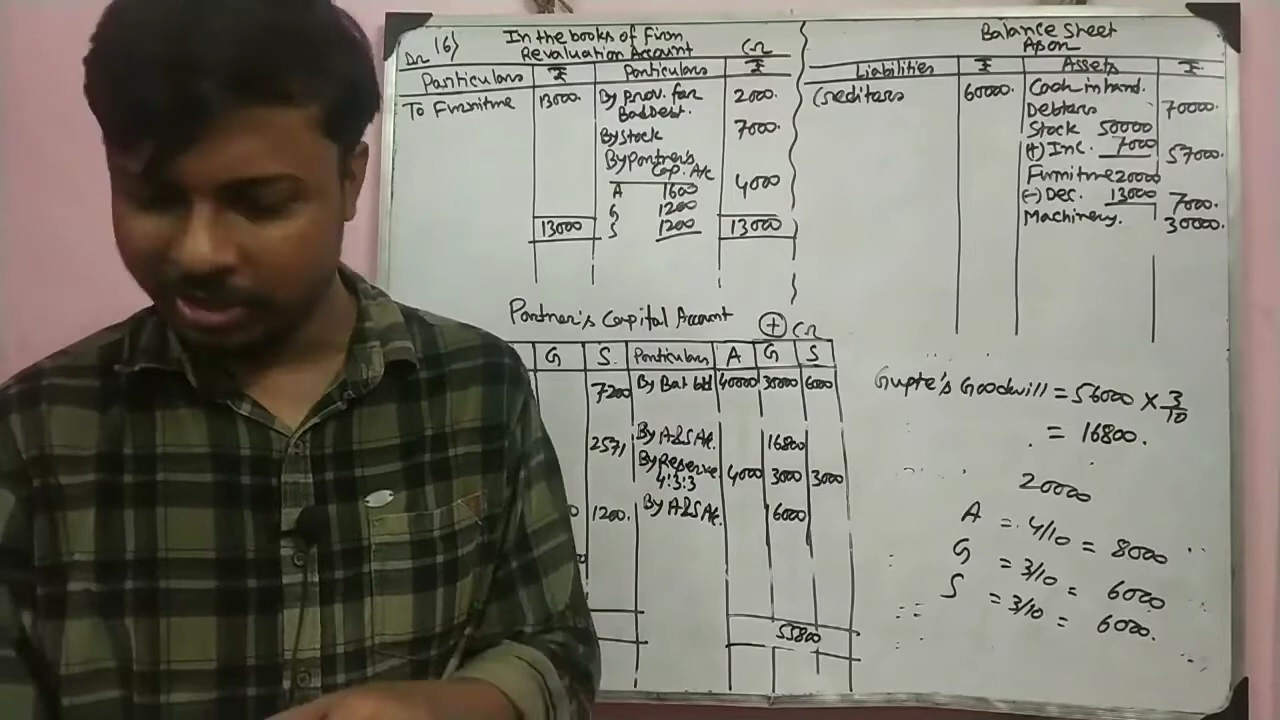 16)
In the books of Firm
Dr Revaluation Account Cr
Particulars ₹ Particulars ₹
To Furniture 13000. By Prov. for 2000.
Bad Debt.
By Stock 7000.
By Partner's
Cap. A/c 4000
A 1600
G 1200
S 1200
13000 13000
Balance Sheet
As on
Liabilities ₹ Assets ₹
Creditors 60000 Cash in hand.
Debtors 70000.
Stock 50000
(+) Inc. 7000 57000.
Furniture 20000
(-) Dec. 13000 7000.
Machinery. 30000.
Partner's Capital Account + Cr
G S. Particulars A G S
7200 By Bal b/d 40000 30000 6000
2571 By A&S A/c. 16800
By Reserve 4000 3000 3000
4:3:3
0 1200. By A&S A/c. 6000
55800
Gupte's Goodwill = 56000 × 3/10
= 16800.
20000
A = 4/10 = 8000
G = 3/10 = 6000
S = 3/10 = 6000.